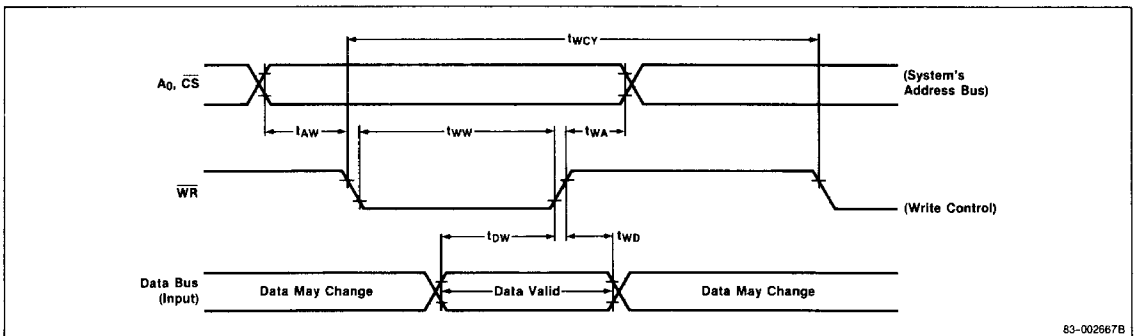 tWCY
A0, CS
(System's
Address Bus)
tAW
tWW
tWA
WR
(Write Control)
tDW
tWD
Data Bus
(Input)
Data May Change
Data Valid
Data May Change
83-002667B